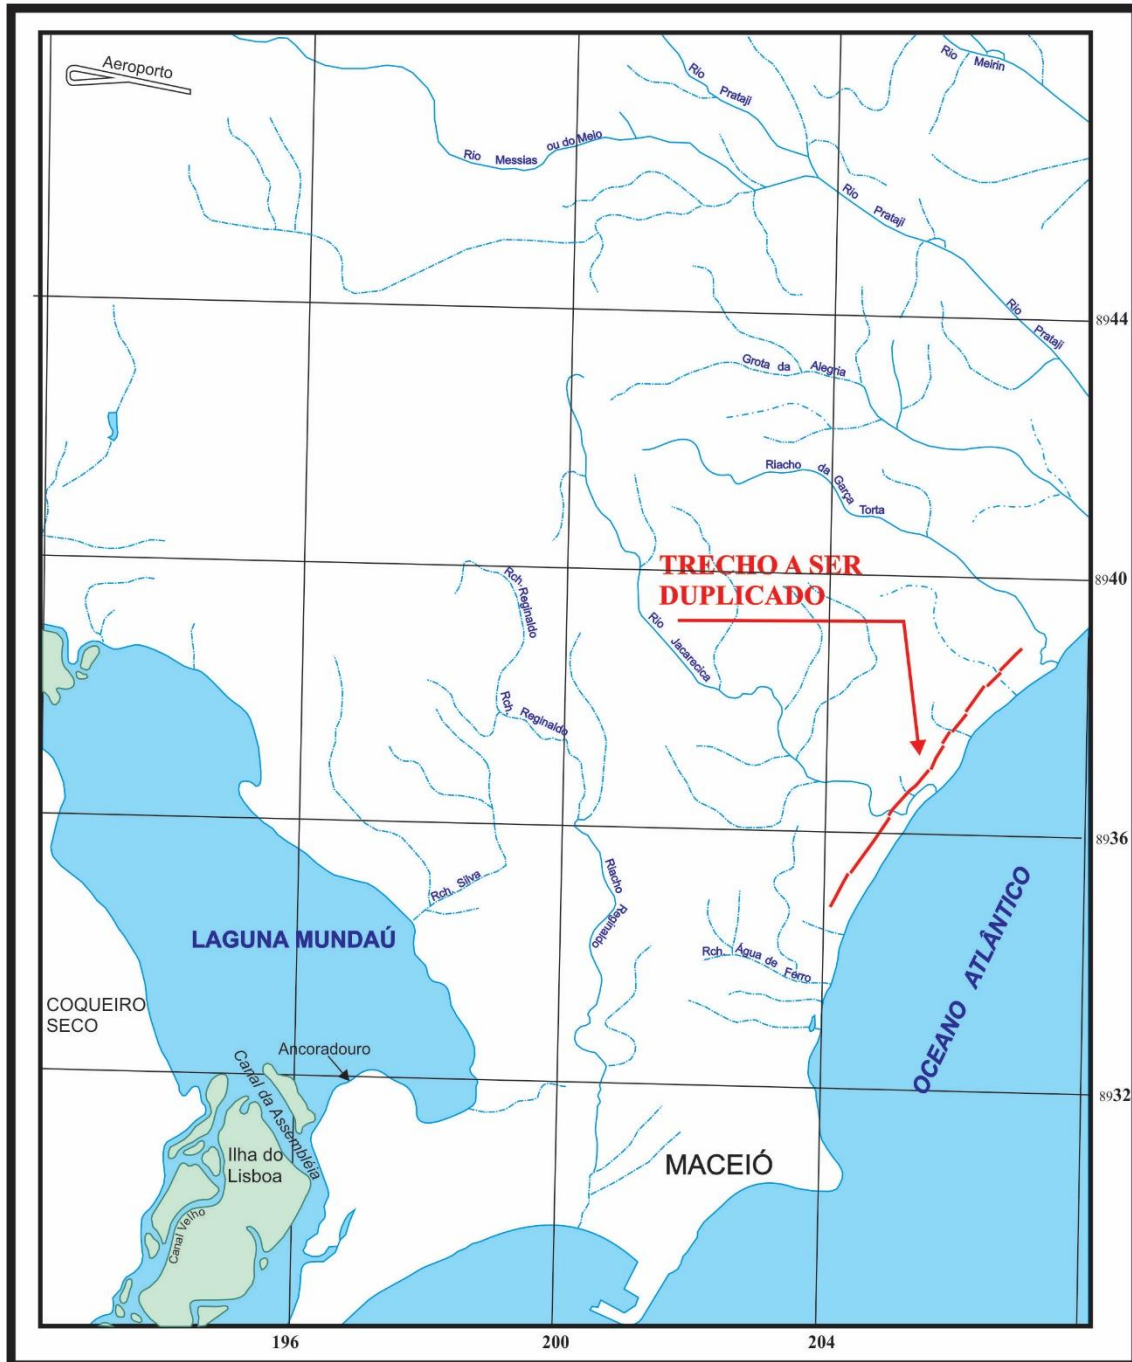 Aeroporto
Rio Meirin
Rio Prataji
Rio Messias ou do Meio
Rio Prataji
Rio Prataji
8944
Grota da Alegria
Riacho da Garça Torta
TRECHO A SER
DUPLICADO
8940
Rch. Reginaldo
Rio Jacarecica
Rch. Reginaldo
8936
Rch. Silva
Riacho Reginaldo
LAGUNA MUNDAÚ
Rch. Água de Ferro
OCEANO ATLÂNTICO
COQUEIRO
SECO
Ancoradouro
Canal da Assembléia
8932
Ilha do
Lisboa
MACEIÓ
Canal Velho
196
200
204